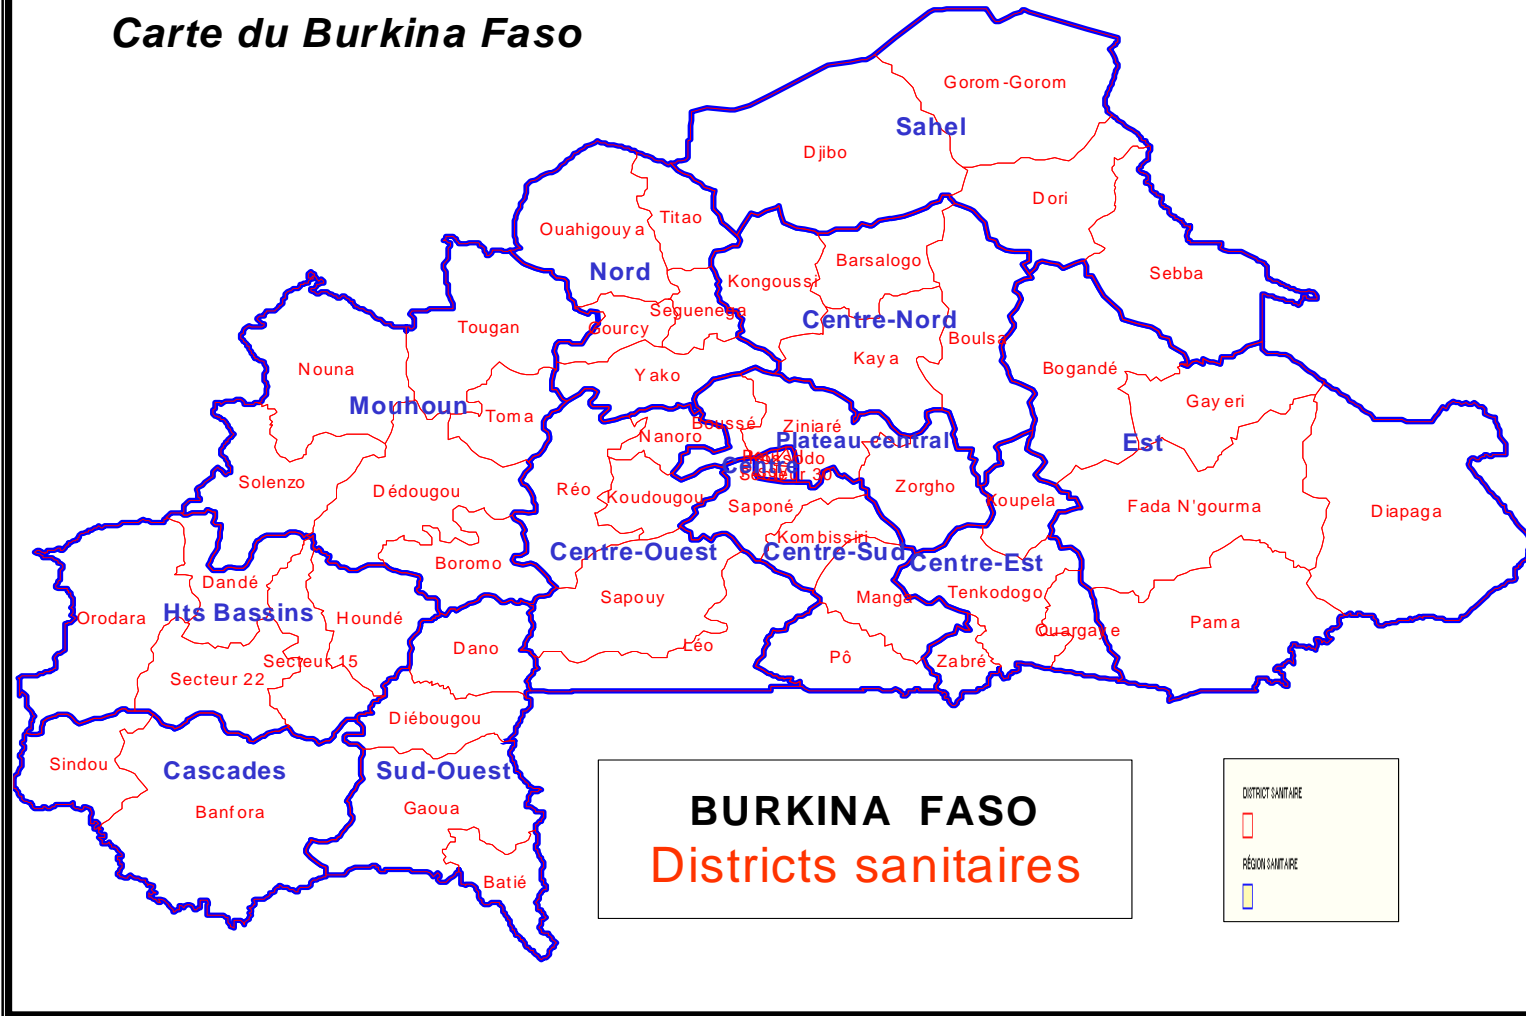 Carte du Burkina Faso
Gorom-Gorom
Sahel
Djibo
Dori
Titao
Ouahigouya
Barsalogo
Nord
Kongoussi
Sebba
Seguenega
Centre-Nord
Tougan
Gourcy
Boulsa
Kaya
Nouna
Bogandé
Yako
Gayeri
Mouhoun
Toma
Boussé
Ziniaré
Nanoro
Plateau central
Est
Centre
Solenzo
Dédougou
Réo
Koudougou
Zorgho
Koupela
Saponé
Fada N'gourma
Diapaga
Kombissiri
Centre-Ouest
Centre-Sud
Centre-Est
Boromo
Dandé
Tenkodogo
Sapouy
Manga
Hts Bassins
Orodara
Houndé
Pama
Ouargaye
Dano
Léo
Pô
Zabré
Secteur 15
Secteur 22
Diébougou
Sindou
Cascades
Sud-Ouest
Gaoua
Banfora
Batié
BURKINA FASO
Districts sanitaires
DISTRICT SANITAIRE
RÉGION SANITAIRE